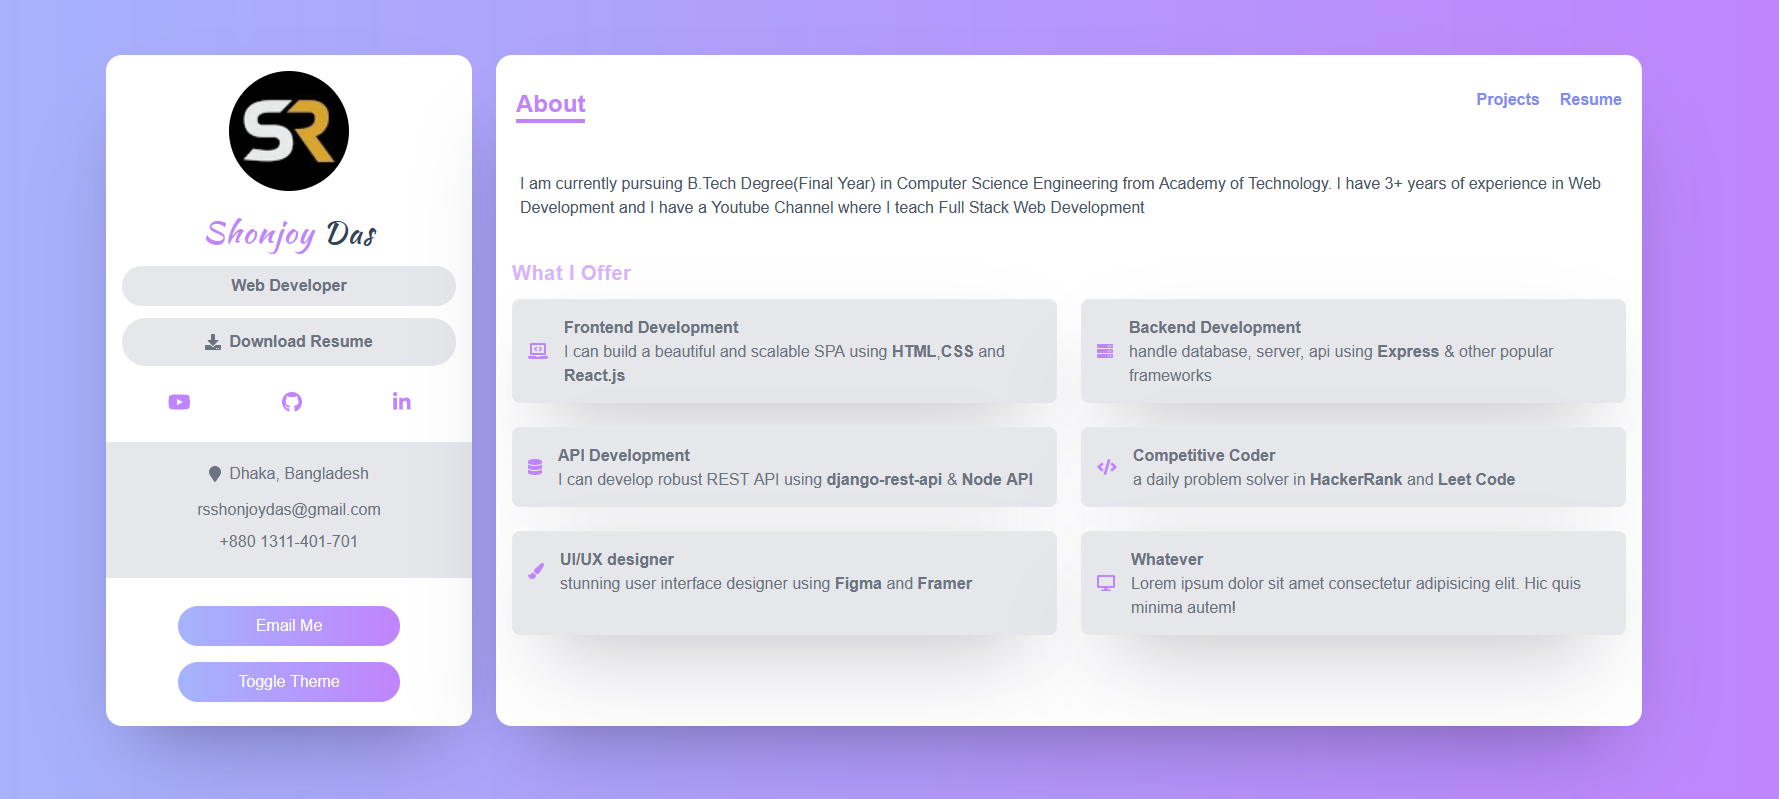 SR
Shonjoy Das
Web Developer
Download Resume
Dhaka, Bangladesh
rsshonjoydas@gmail.com
+880 1311-401-701
Email Me
Toggle Theme
About
Projects Resume
I am currently pursuing B.Tech Degree(Final Year) in Computer Science Engineering from Academy of Technology. I have 3+ years of experience in Web
Development and I have a Youtube Channel where I teach Full Stack Web Development
What I Offer
Frontend Development
I can build a beautiful and scalable SPA using HTML,CSS and
React.js
Backend Development
handle database, server, api using Express & other popular
frameworks
API Development
I can develop robust REST API using django-rest-api & Node API
Competitive Coder
a daily problem solver in HackerRank and Leet Code
UI/UX designer
stunning user interface designer using Figma and Framer
Whatever
Lorem ipsum dolor sit amet consectetur adipisicing elit. Hic quis
minima autem!